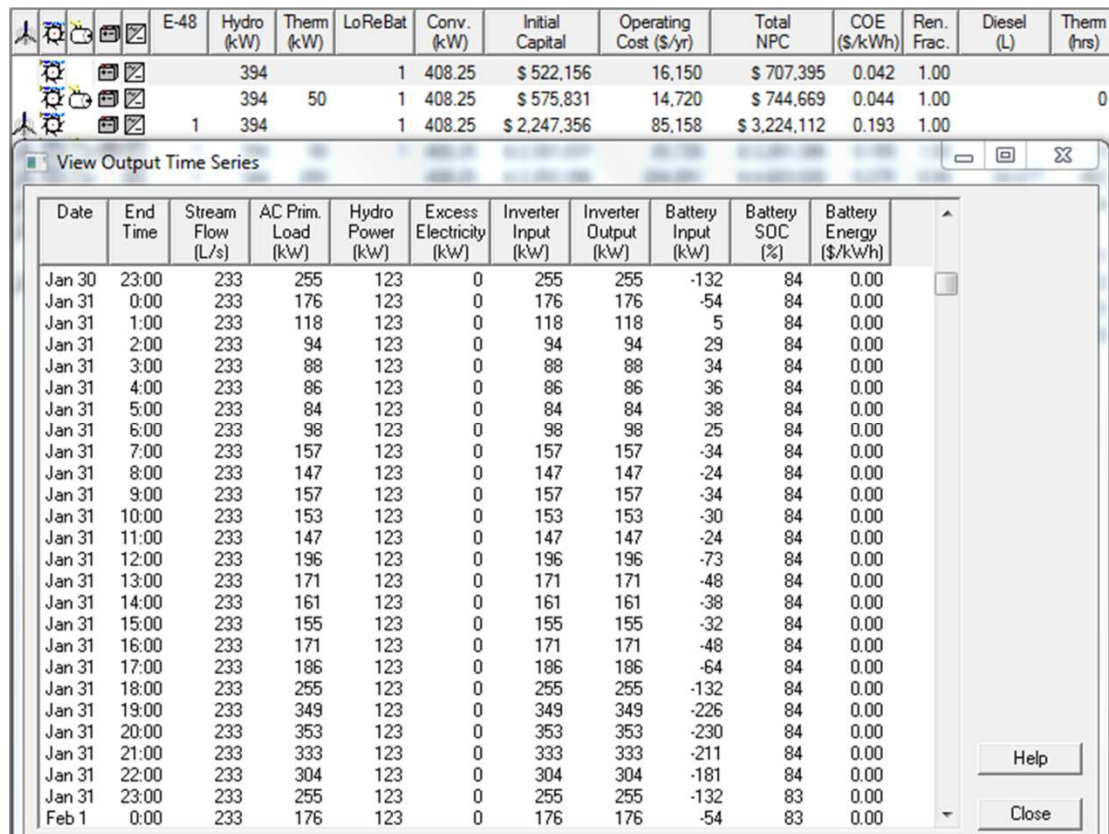 E-48 Hydro (kW) Therm (kW) LoReBat Conv. (kW) Initial Capital Operating Cost ($/yr) Total NPC COE ($/kWh) Ren. Frac. Diesel (L) Therm (hrs)
394 1 408.25 $ 522,156 16,150 $ 707,395 0.042 1.00
394 50 1 408.25 $ 575,831 14,720 $ 744,669 0.044 1.00 0
1 394 1 408.25 $ 2,247,356 85,158 $ 3,224,112 0.193 1.00
View Output Time Series
Date End Time Stream Flow (L/s) AC Prim. Load (kW) Hydro Power (kW) Excess Electricity (kW) Inverter Input (kW) Inverter Output (kW) Battery Input (kW) Battery SOC (%) Battery Energy ($/kWh)
Jan 30 23:00 233 255 123 0 255 255 -132 84 0.00
Jan 31 0:00 233 176 123 0 176 176 -54 84 0.00
Jan 31 1:00 233 118 123 0 118 118 5 84 0.00
Jan 31 2:00 233 94 123 0 94 94 29 84 0.00
Jan 31 3:00 233 88 123 0 88 88 34 84 0.00
Jan 31 4:00 233 86 123 0 86 86 36 84 0.00
Jan 31 5:00 233 84 123 0 84 84 38 84 0.00
Jan 31 6:00 233 98 123 0 98 98 25 84 0.00
Jan 31 7:00 233 157 123 0 157 157 -34 84 0.00
Jan 31 8:00 233 147 123 0 147 147 -24 84 0.00
Jan 31 9:00 233 157 123 0 157 157 -34 84 0.00
Jan 31 10:00 233 153 123 0 153 153 -30 84 0.00
Jan 31 11:00 233 147 123 0 147 147 -24 84 0.00
Jan 31 12:00 233 196 123 0 196 196 -73 84 0.00
Jan 31 13:00 233 171 123 0 171 171 -48 84 0.00
Jan 31 14:00 233 161 123 0 161 161 -38 84 0.00
Jan 31 15:00 233 155 123 0 155 155 -32 84 0.00
Jan 31 16:00 233 171 123 0 171 171 -48 84 0.00
Jan 31 17:00 233 186 123 0 186 186 -64 84 0.00
Jan 31 18:00 233 255 123 0 255 255 -132 84 0.00
Jan 31 19:00 233 349 123 0 349 349 -226 84 0.00
Jan 31 20:00 233 353 123 0 353 353 -230 84 0.00
Jan 31 21:00 233 333 123 0 333 333 -211 84 0.00
Jan 31 22:00 233 304 123 0 304 304 -181 84 0.00
Jan 31 23:00 233 255 123 0 255 255 -132 83 0.00
Feb 1 0:00 233 176 123 0 176 176 -54 83 0.00
Help
Close